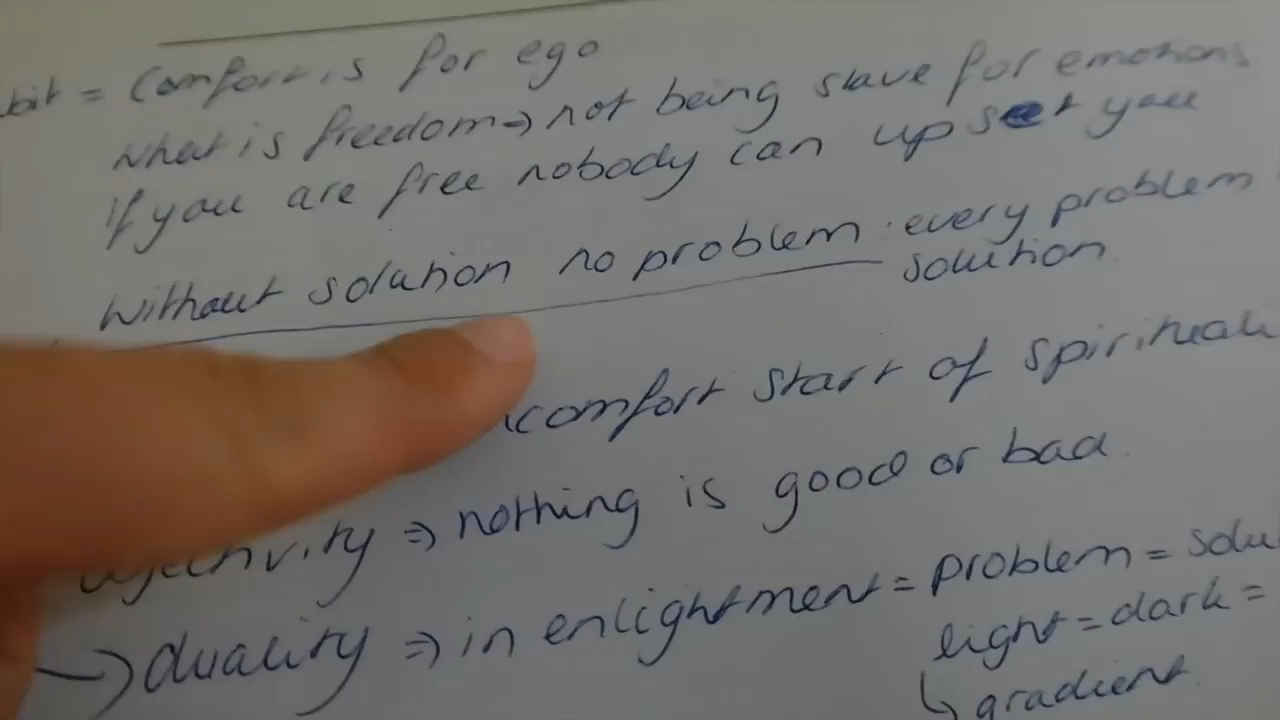 = Comfort is for ego
what is freedom => not being slave for emotions
if you are free nobody can upset you
without solution no problem . every problem
solution
comfort start of
=> nothing is good or bad.
duality => in enlightment = problem =
light = dark =
gradient